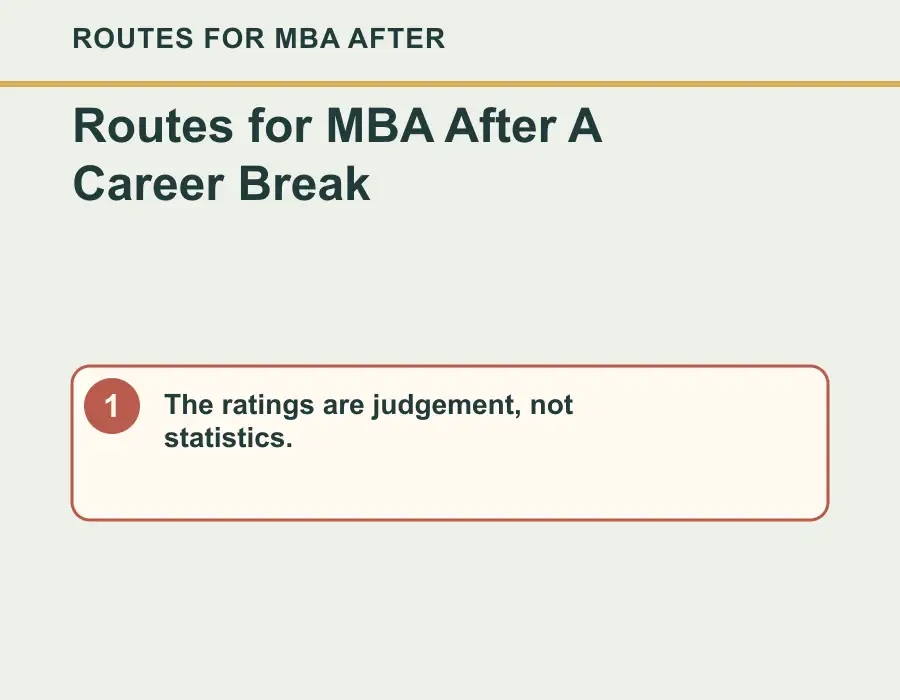 ROUTES FOR MBA AFTER
Routes for MBA After A
Career Break
1
The ratings are judgement, not
statistics.